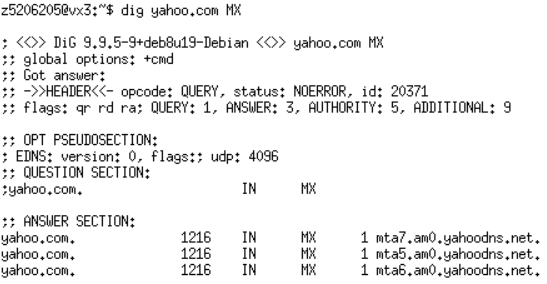 z5206205@vx3:~$ dig yahoo.com MX

; <<>> DiG 9.9.5-9+deb8u19-Debian <<>> yahoo.com MX
;; global options: +cmd
;; Got answer:
;; ->>HEADER<<- opcode: QUERY, status: NOERROR, id: 20371
;; flags: qr rd ra; QUERY: 1, ANSWER: 3, AUTHORITY: 5, ADDITIONAL: 9

;; OPT PSEUDOSECTION:
; EDNS: version: 0, flags:; udp: 4096
;; QUESTION SECTION:
;yahoo.com. IN MX

;; ANSWER SECTION:
yahoo.com. 1216 IN MX 1 mta7.am0.yahoodns.net.
yahoo.com. 1216 IN MX 1 mta5.am0.yahoodns.net.
yahoo.com. 1216 IN MX 1 mta6.am0.yahoodns.net.